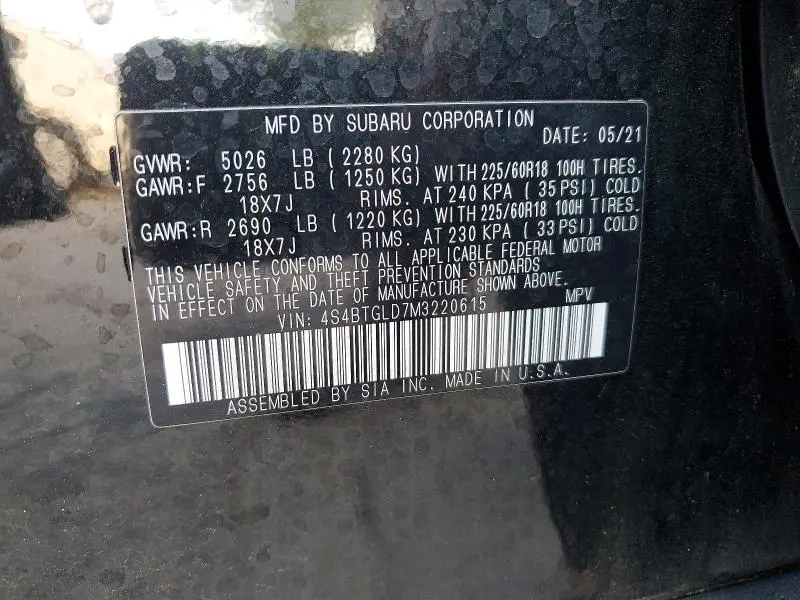 MFD BY SUBARU CORPORATION
DATE: 05/21
GVWR: 5026 LB ( 2280 KG)
GAWR:F 2756 LB ( 1250 KG) WITH 225/60R18 100H TIRES.
18X7J RIMS. AT 240 KPA ( 35 PSI) COLD
GAWR:R 2690 LB ( 1220 KG) WITH 225/60R18 100H TIRES.
18X7J RIMS. AT 230 KPA ( 33 PSI) COLD
THIS VEHICLE CONFORMS TO ALL APPLICABLE FEDERAL MOTOR
VEHICLE SAFETY AND THEFT PREVENTION STANDARDS
IN EFFECT ON THE DATE OF MANUFACTURE SHOWN ABOVE.
VIN: 4S4BTGLD7M3220615 MPV
ASSEMBLED BY SIA INC. MADE IN U.S.A.